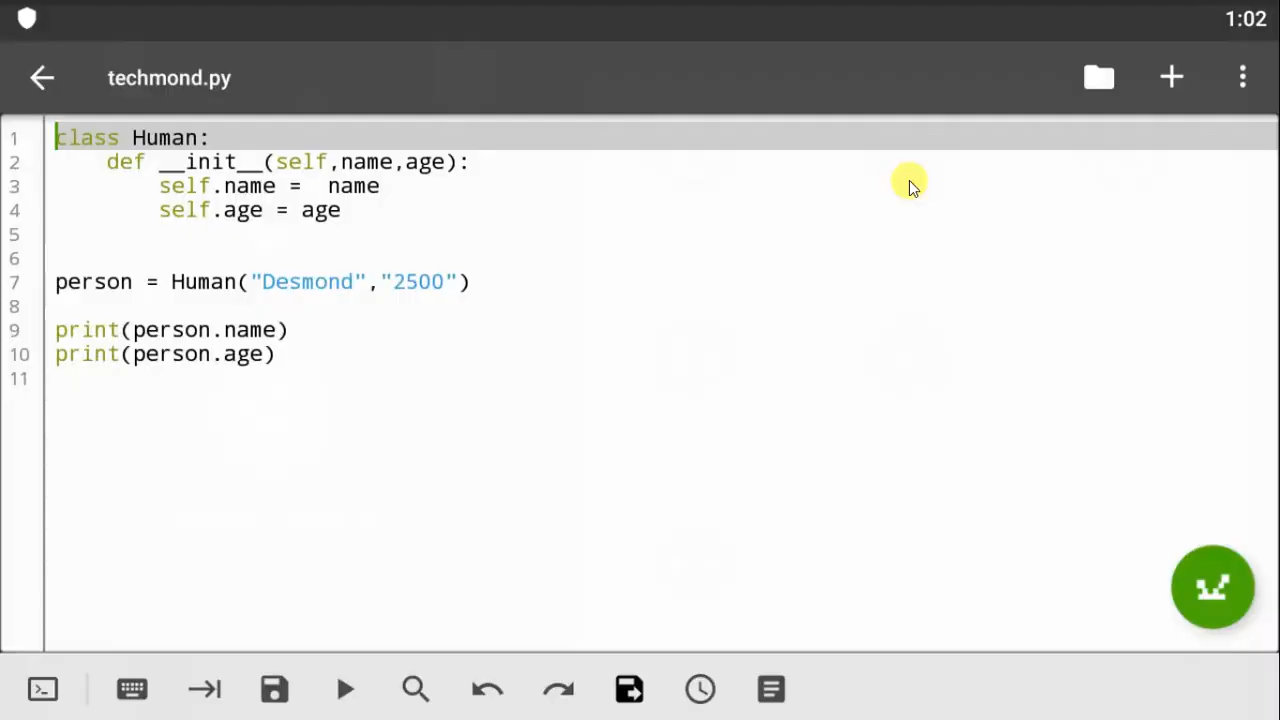 1:02
techmond.py
1 class Human:
2     def __init__(self,name,age):
3         self.name =  name
4         self.age = age
5
6
7 person = Human("Desmond","2500")
8
9 print(person.name)
10 print(person.age)
11